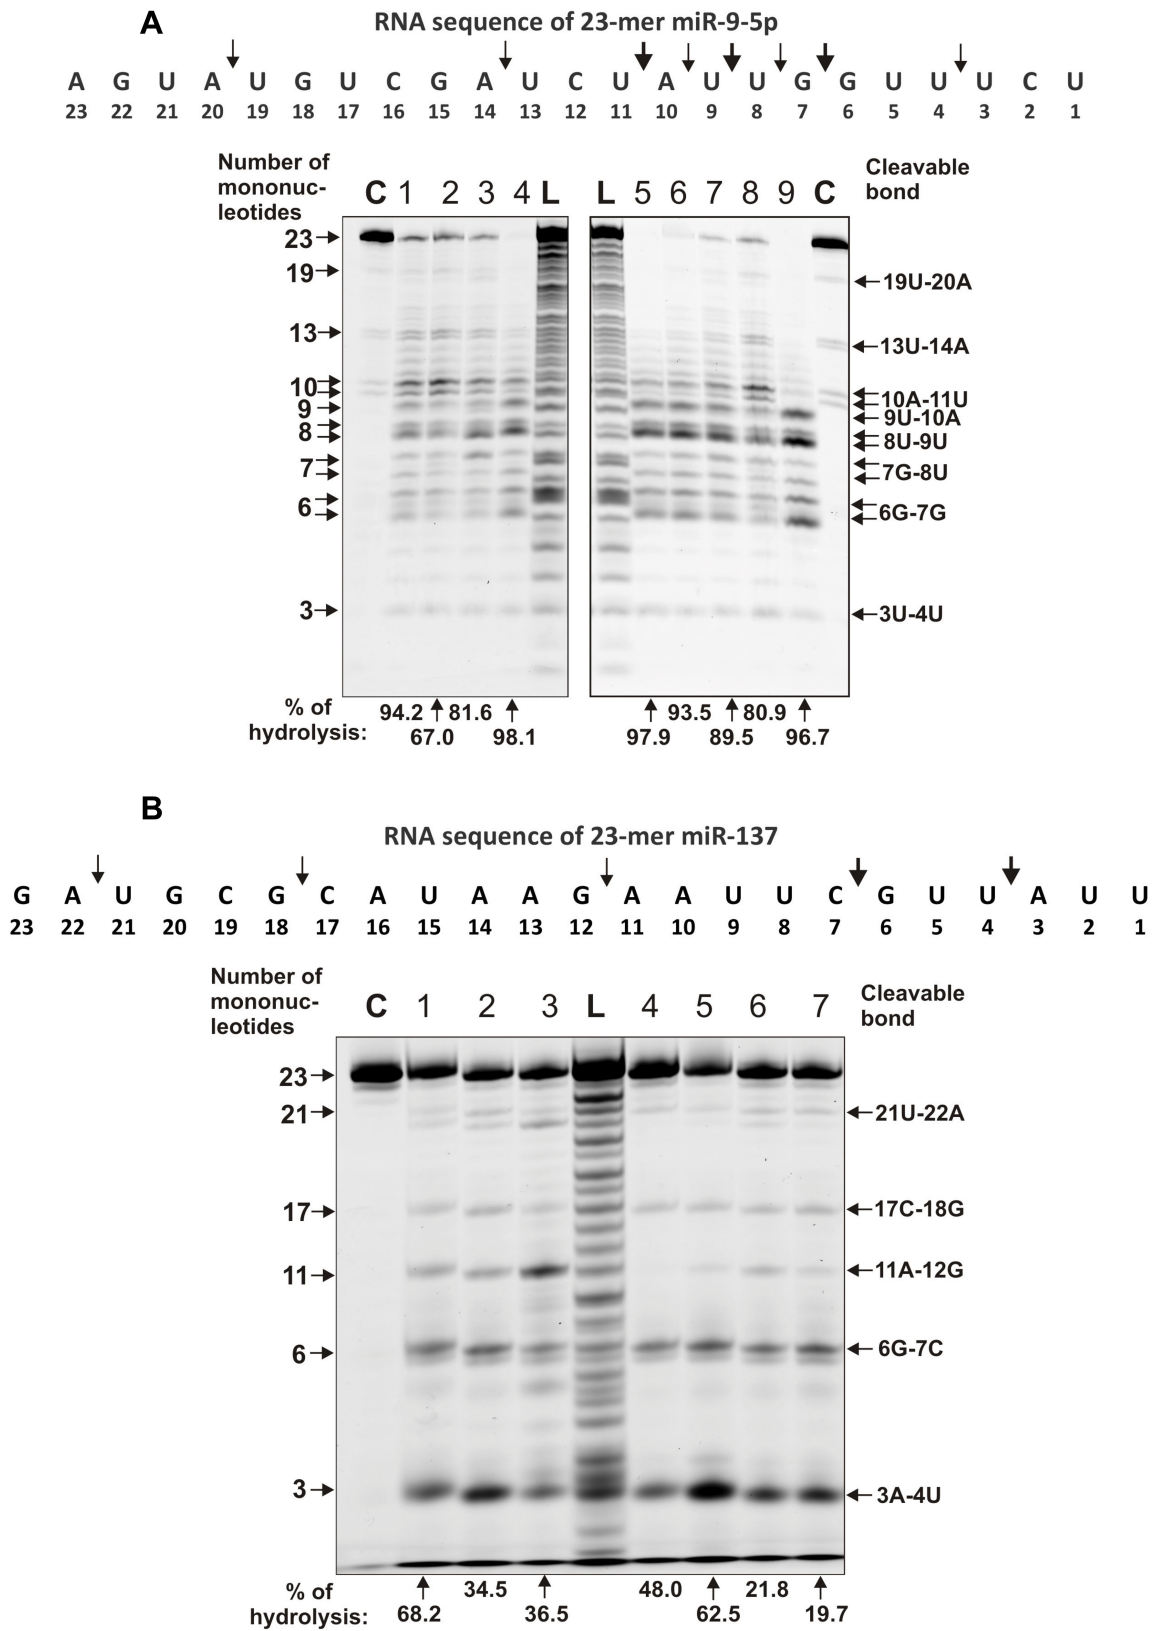 A
RNA sequence of 23-mer miR-9-5p
A G U A U G U C G A U C U A U U G G U U U C U
23 22 21 20 19 18 17 16 15 14 13 12 11 10 9 8 7 6 5 4 3 2 1
Number of
mononuc-
leotides
C 1 2 3 4 L L 5 6 7 8 9 C
Cleavable
bond
23
19
19U-20A
13
13U-14A
10
10A-11U
9
9U-10A
8
8U-9U
7
7G-8U
6
6G-7G
3
3U-4U
% of
hydrolysis:
94.2 81.6 93.5 80.9
67.0 98.1 97.9 89.5 96.7
B
RNA sequence of 23-mer miR-137
G A U G C G C A U A A G A A U U C G U U A U U
23 22 21 20 19 18 17 16 15 14 13 12 11 10 9 8 7 6 5 4 3 2 1
Number of
mononuc-
leotides
C 1 2 3 L 4 5 6 7
Cleavable
bond
23
21
21U-22A
17
17C-18G
11
11A-12G
6
6G-7C
3
3A-4U
% of
hydrolysis:
34.5 48.0 21.8
68.2 36.5 62.5 19.7